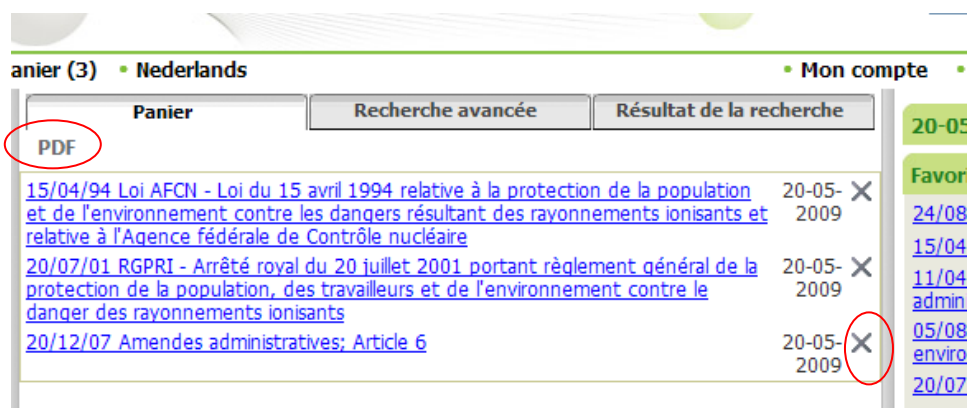 anier (3) • Nederlands • Mon compte •
Panier Recherche avancée Résultat de la recherche
PDF
15/04/94 Loi AFCN - Loi du 15 avril 1994 relative à la protection de la population 20-05-
et de l'environnement contre les dangers résultant des rayonnements ionisants et 2009
relative à l'Agence fédérale de Contrôle nucléaire
20/07/01 RGPRI - Arrêté royal du 20 juillet 2001 portant règlement général de la 20-05-
protection de la population, des travailleurs et de l'environnement contre le 2009
danger des rayonnements ionisants
20/12/07 Amendes administratives; Article 6 20-05-
2009
20-05
Favori
24/08
15/04
11/04
admin
05/08
enviro
20/07